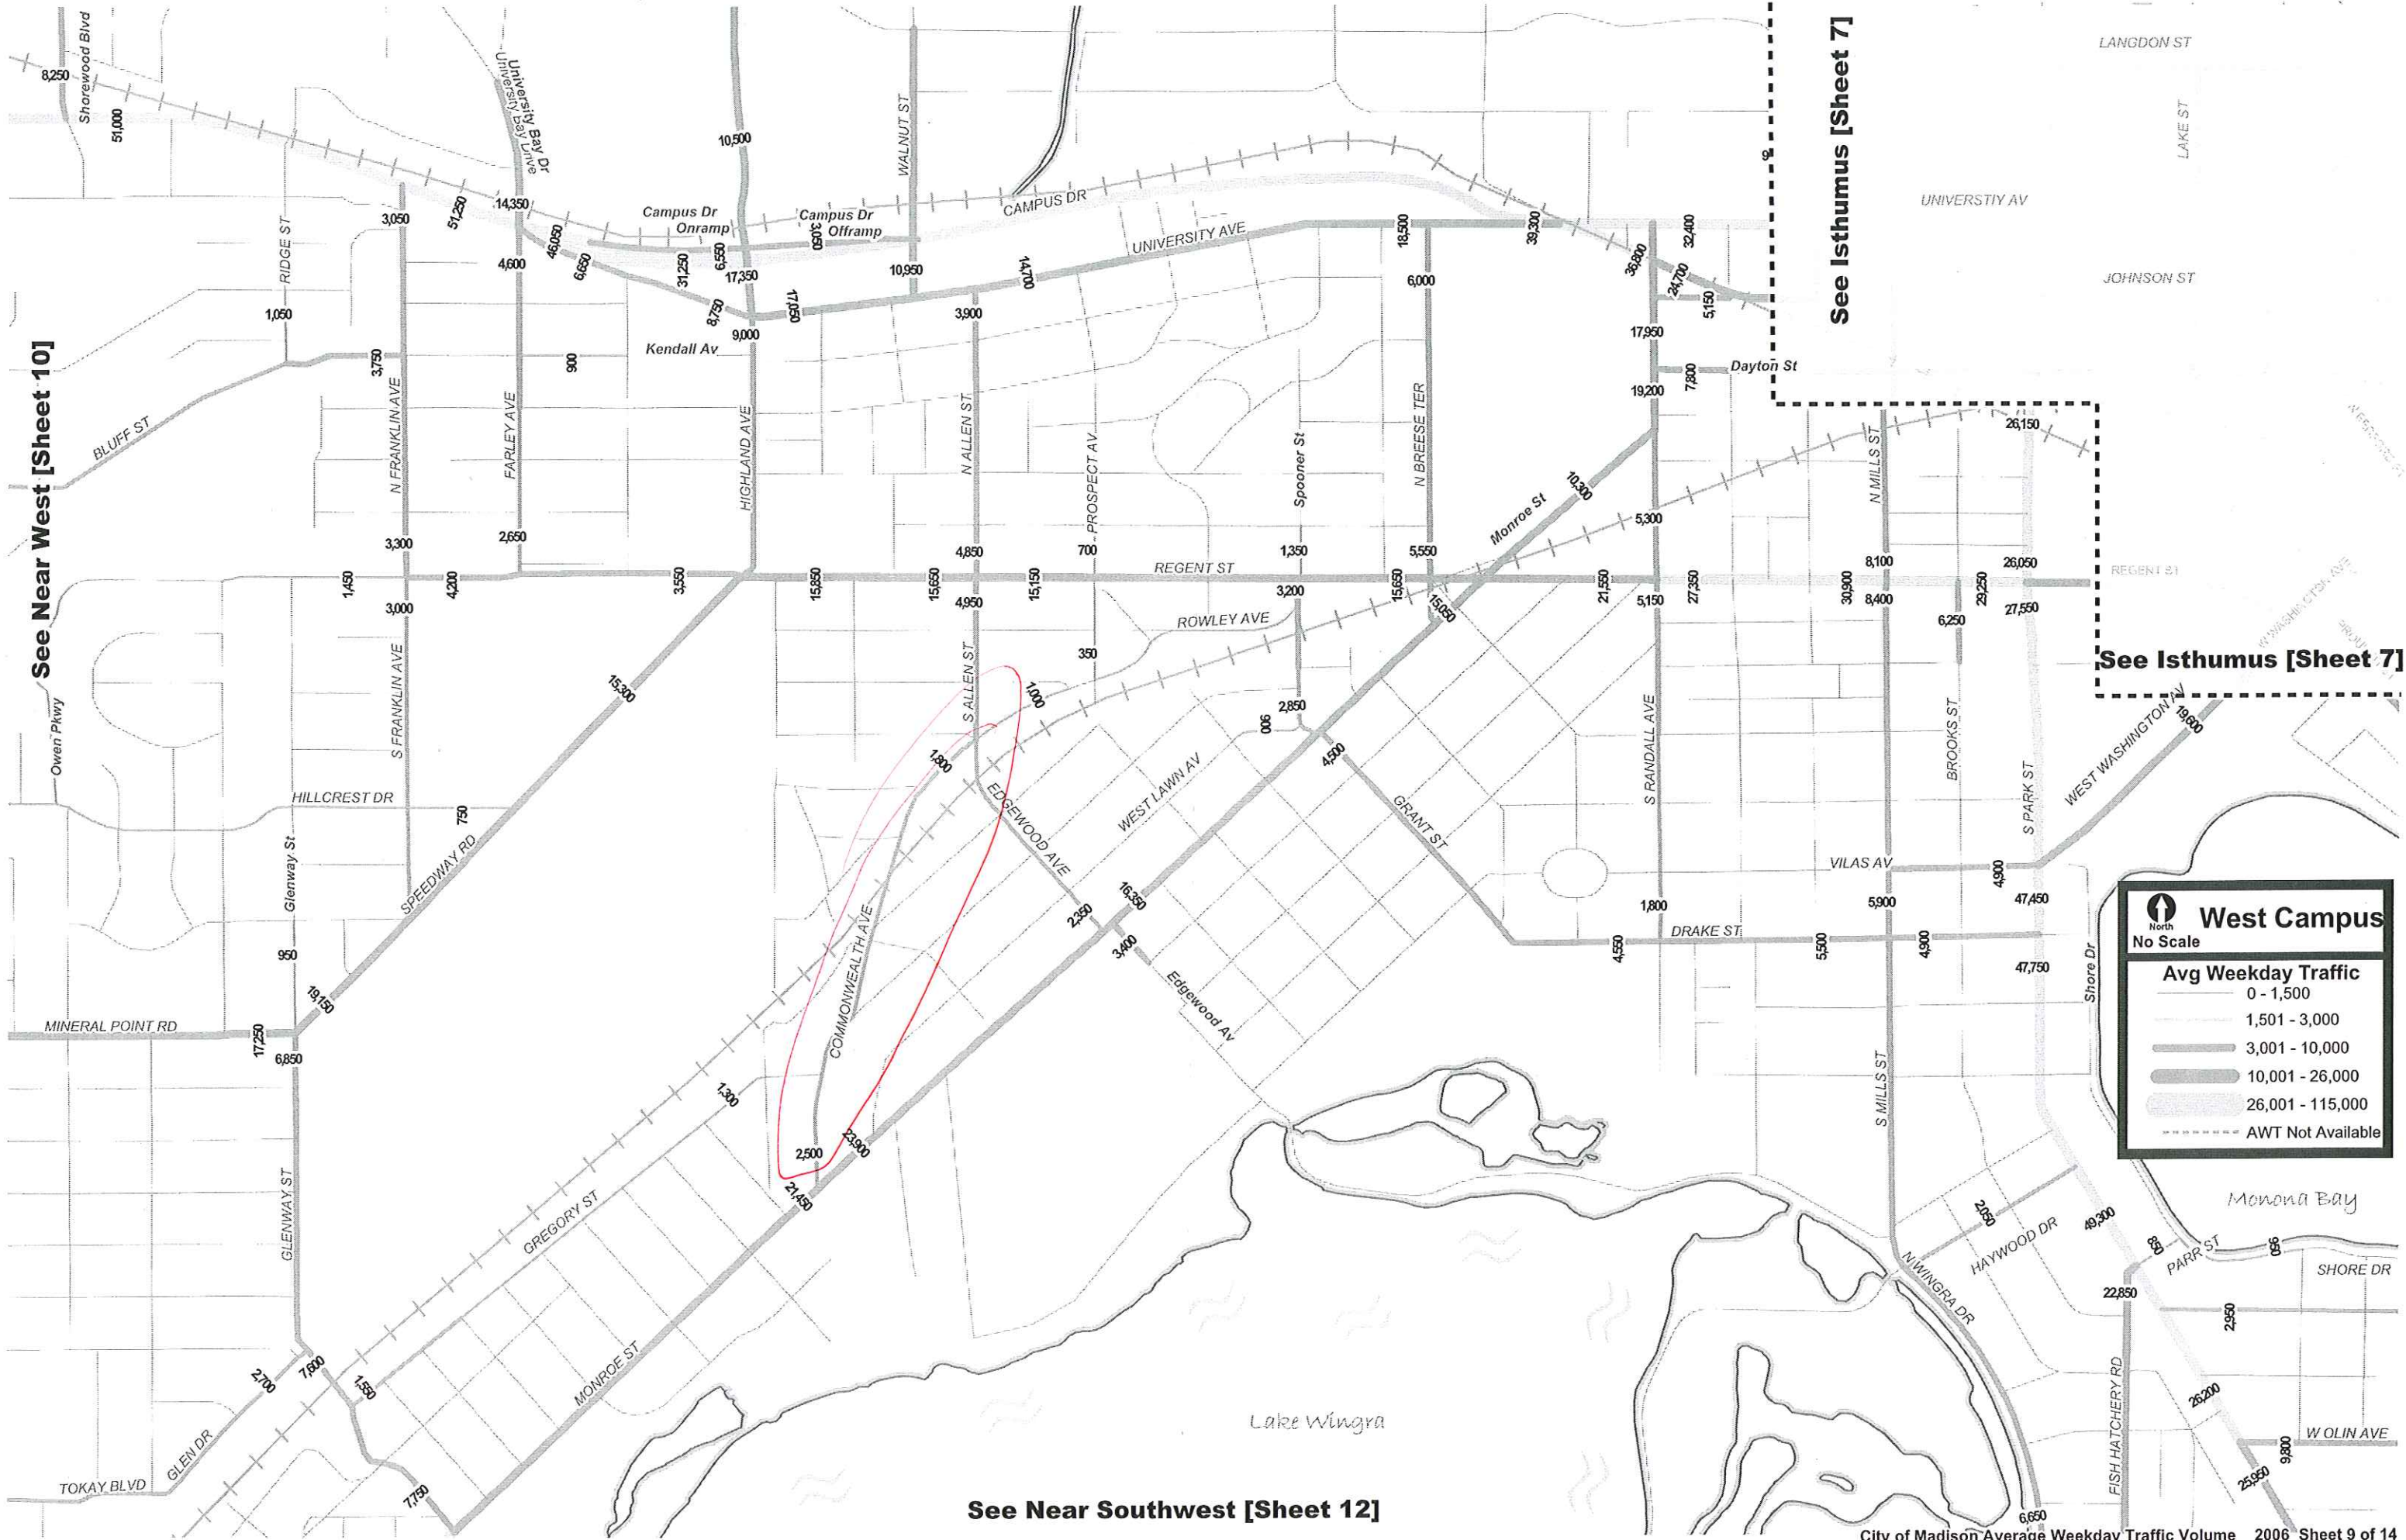 8,250
Shorewood Blvd
51,000
University Bay Dr
University Bay Drive
10,500
WALNUT ST
See Isthumus [Sheet 7]
LANGDON ST
LAKE ST
UNIVERSTIY AV
JOHNSON ST
RIDGE ST
1,050
3,050
51,250
14,350
46,050
6,650
4,600
Campus Dr
Onramp
Campus Dr
Offramp
3,050
6,550
31,250
17,350
8,750
17,050
9,000
10,950
CAMPUS DR
UNIVERSITY AVE
14,700
3,900
18,500
39,300
6,000
36,800
32,400
24,700
5,150
17,950
Dayton St
7,800
19,200
Kendall Av
900
3,750
See Near West [Sheet 10]
BLUFF ST
N FRANKLIN AVE
FARLEY AVE
HIGHLAND AVE
N ALLEN ST
PROSPECT AV
Spooner St
N BREESE TER
10,300
Monroe St
5,300
N MILLS ST
26,150
3,300
2,650
4,850
700
1,350
5,550
8,100
26,050
REGENT ST
1,450
4,200
3,550
15,850
15,650
15,150
REGENT ST
15,650
15,050
21,550
27,350
30,900
29,250
3,000
4,950
3,200
5,150
8,400
27,550
6,250
ROWLEY AVE
350
W WASHINGTON AVE
See Isthumus [Sheet 7]
Owen Pkwy
S FRANKLIN AVE
15,300
S ALLEN ST
1,000
1,800
2,850
900
4,500
S RANDALL AVE
BROOKS ST
S PARK ST
WEST WASHINGTON AV
19,600
HILLCREST DR
750
Glenway St
SPEEDWAY RD
EDGEWOOD AVE
WEST LAWN AV
GRANT ST
VILAS AV
4,900
47,450
950
19,150
COMMONWEALTH AVE
2,350
16,350
3,400
1,800
5,900
DRAKE ST
4,550
5,500
4,900
47,750
Shore Dr
MINERAL POINT RD
17,250
6,850
Edgewood Av
1,300
2,500
23,900
21,450
S MILLS ST
North
No Scale
West Campus
Avg Weekday Traffic
0 - 1,500
1,501 - 3,000
3,001 - 10,000
10,001 - 26,000
26,001 - 115,000
AWT Not Available
GLENWAY ST
GREGORY ST
Monona Bay
2,050
HAYWOOD DR
49,300
850
PARR ST
950
SHORE DR
N WINGRA DR
22,850
2,950
2,700
7,600
1,550
MONROE ST
GLEN DR
TOKAY BLVD
7,750
Lake Wingra
FISH HATCHERY RD
26,200
W OLIN AVE
9,800
25,950
6,650
See Near Southwest [Sheet 12]
City of Madison Average Weekday Traffic Volume 2006 Sheet 9 of 14